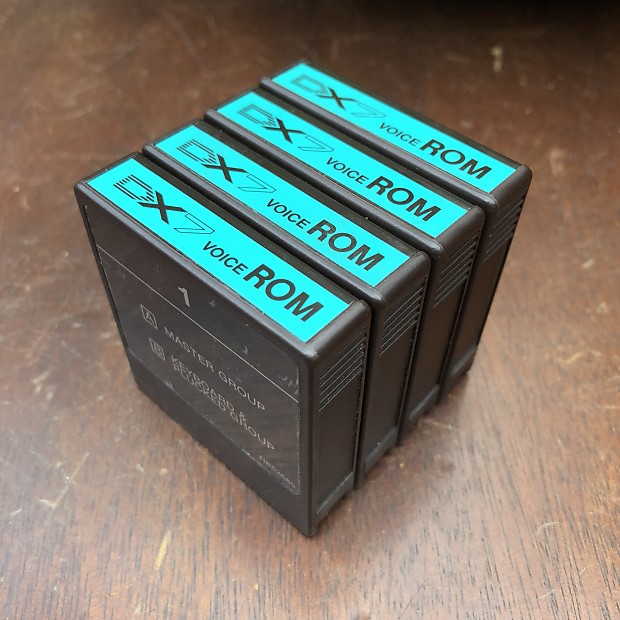 DX7 VOICE ROM
DX7 VOICE ROM
DX7 VOICE ROM
DX7 VOICE ROM
1
A MASTER GROUP
B KEYBOARD &
PLUCKED GROUP